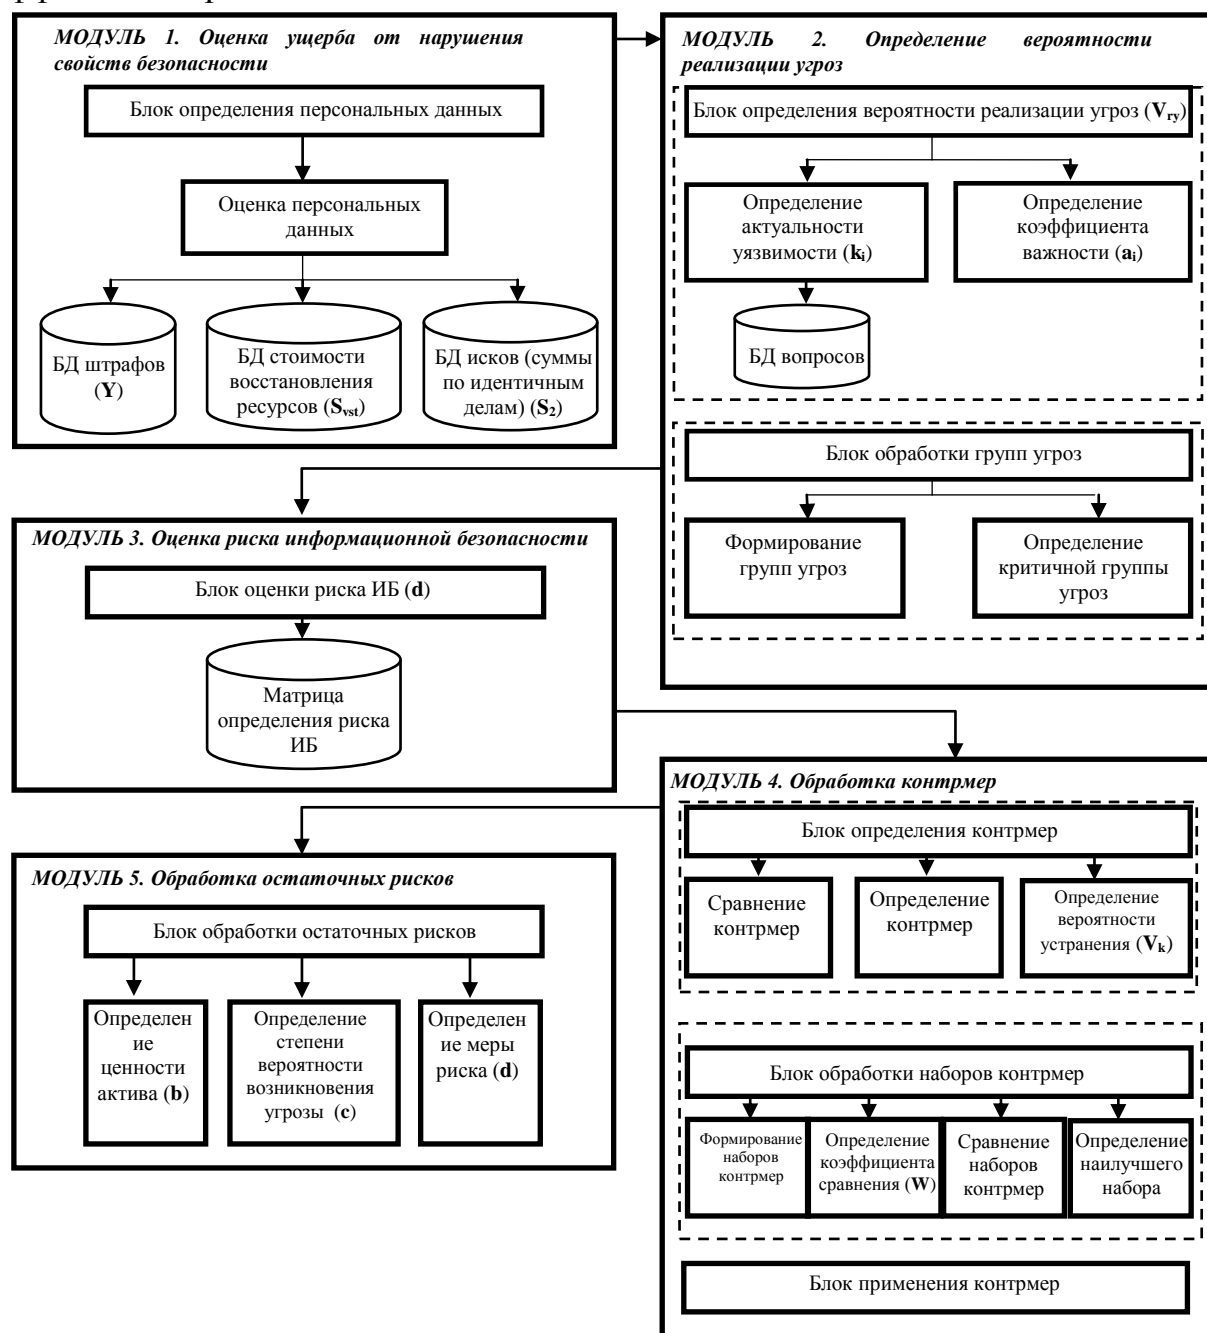 МОДУЛЬ 1. Оценка ущерба от нарушения
свойств безопасности
Блок определения персональных данных
Оценка персональных
данных
БД штрафов
(Y)
БД стоимости
восстановления
ресурсов (Svst)
БД исков (суммы
по идентичным
делам) (S2)
МОДУЛЬ 2. Определение вероятности
реализации угроз
Блок определения вероятности реализации угроз (Vry)
Определение
актуальности
уязвимости (ki)
Определение
коэффициента
важности (ai)
БД вопросов
Блок обработки групп угроз
Формирование
групп угроз
Определение
критичной группы
угроз
МОДУЛЬ 3. Оценка риска информационной безопасности
Блок оценки риска ИБ (d)
Матрица
определения риска
ИБ
МОДУЛЬ 4. Обработка контрмер
Блок определения контрмер
Сравнение
контрмер
Определение
контрмер
Определение
вероятности
устранения (Vk)
Блок обработки наборов контрмер
Формирование
наборов
контрмер
Определение
коэффициента
сравнения (W)
Сравнение
наборов
контрмер
Определение
наилучшего
набора
Блок применения контрмер
МОДУЛЬ 5. Обработка остаточных рисков
Блок обработки остаточных рисков
Определен
ие
ценности
актива (b)
Определение
степени
вероятности
возникновения
угрозы (c)
Определен
ие меры
риска (d)